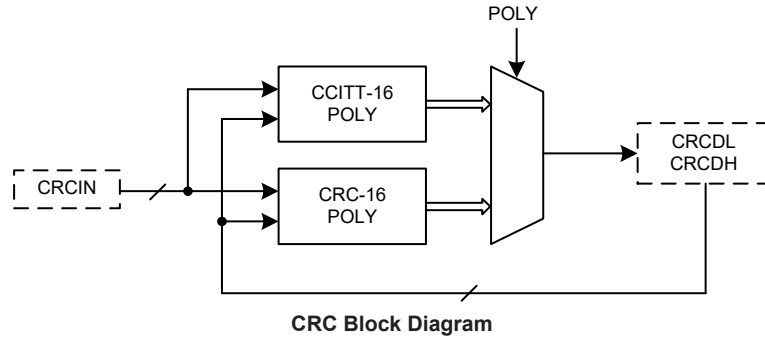 POLY
CCITT-16
POLY
CRCDL
CRCDH
CRCIN
CRC-16
POLY
CRC Block Diagram